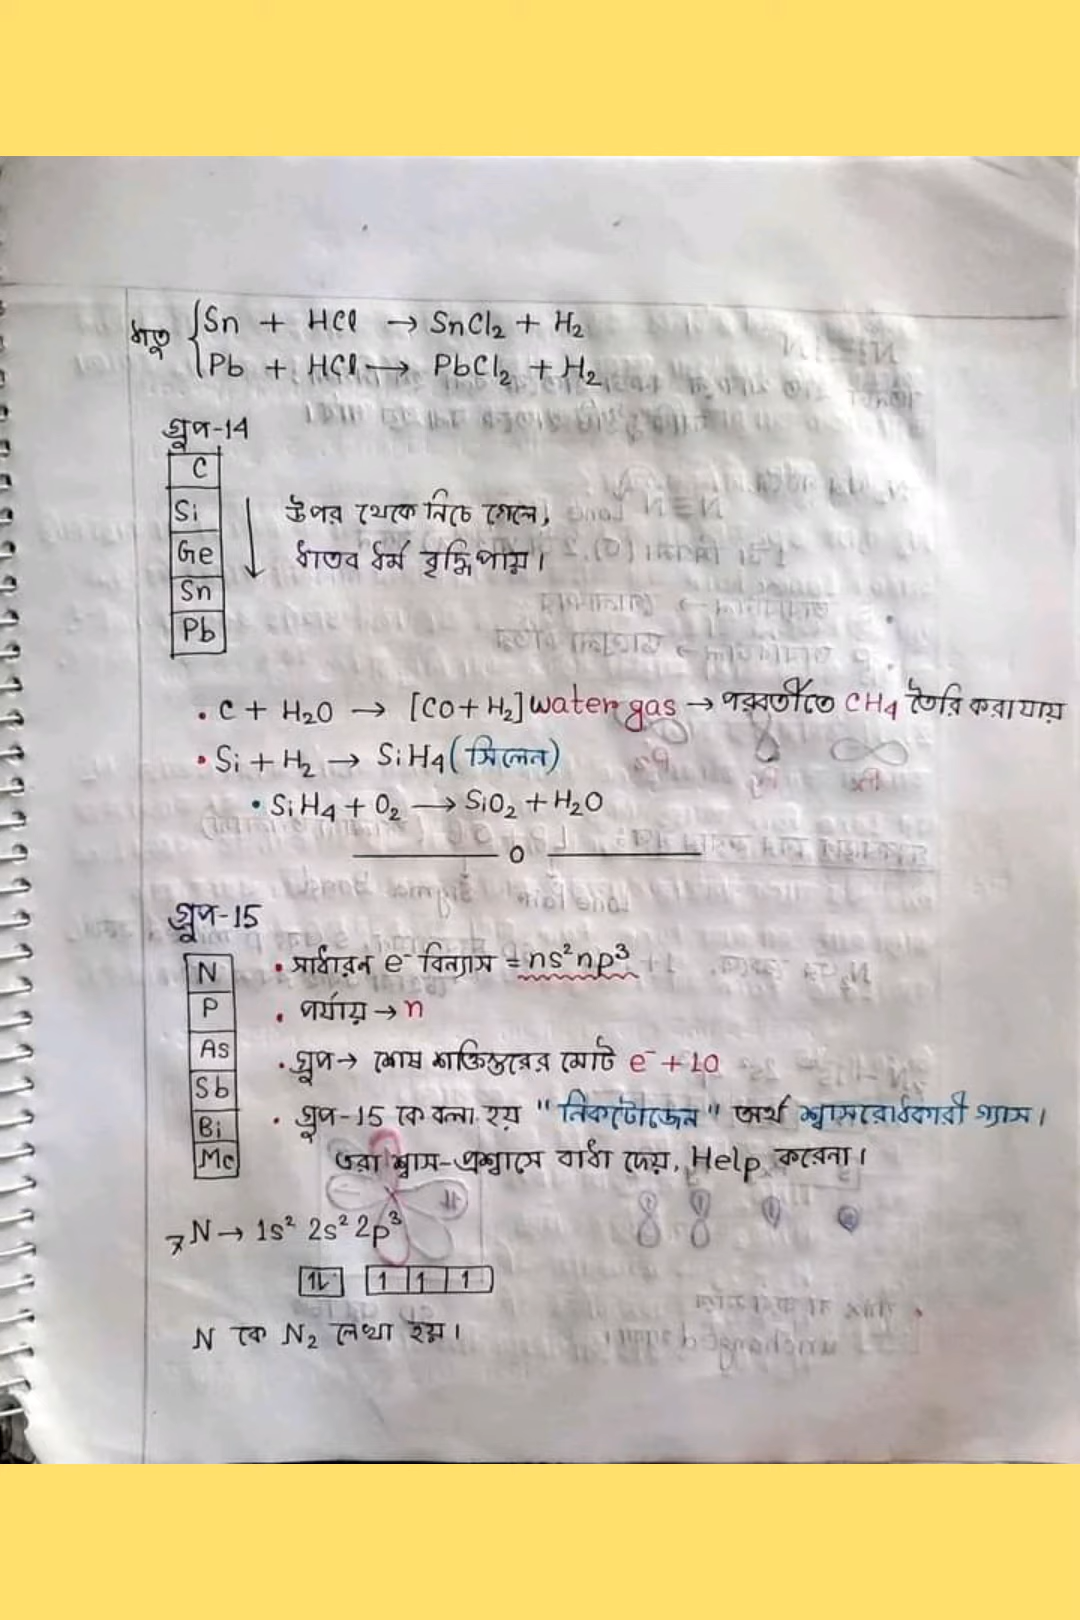 ধাতু { Sn + HCl → SnCl₂ + H₂
Pb + HCl → PbCl₂ + H₂
গ্রুপ-14
C
Si
Ge
Sn
Pb
↓ উপর থেকে নিচে গেলে,
ধাতব ধর্ম বৃদ্ধি পায়।
• C + H₂O → [CO+H₂] water gas → পরবর্তীতে CH₄ তৈরি করা যায়
• Si + H₂ → SiH₄ (সিলেন)
• SiH₄ + O₂ → SiO₂ + H₂O
গ্রুপ-15
N
P
As
Sb
Bi
Mc
• সাধারন e⁻ বিন্যাস = ns²np³
• পর্যায় → n
• গ্রুপ → শেষ শক্তিস্তরের মোট e⁻ + 10
• গ্রুপ-15 কে বলা হয় "নিকটোজেন" অর্থ শ্বাসরোধকারী গ্যাস।
তরা শ্বাস-প্রশ্বাসে বাধা দেয়, Help করেনা।
₇N → 1s² 2s² 2p³
1L 1 1 1
N কে N₂ লেখা হয়।